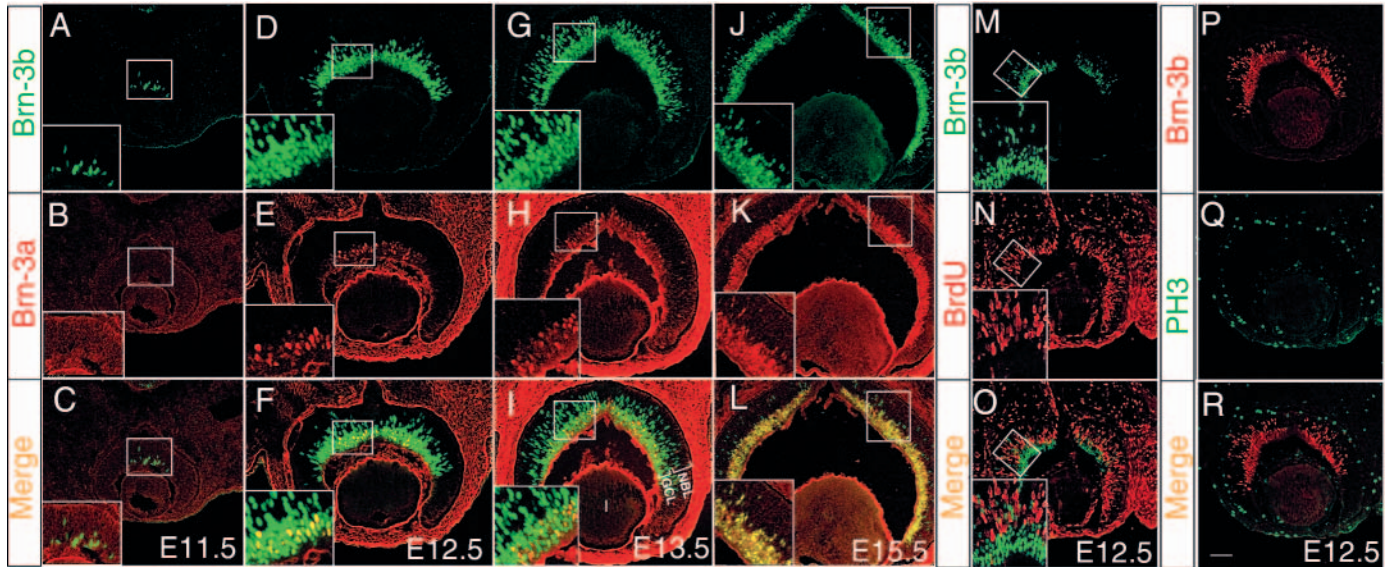 Brn-3b
A
D
G
J
Brn-3b
M
Brn-3b
P
Brn-3a
B
E
H
K
BrdU
N
PH3
Q
Merge
C
E11.5
F
E12.5
I
l
GCL
NBL
E13.5
L
E15.5
Merge
O
E12.5
Merge
R
E12.5